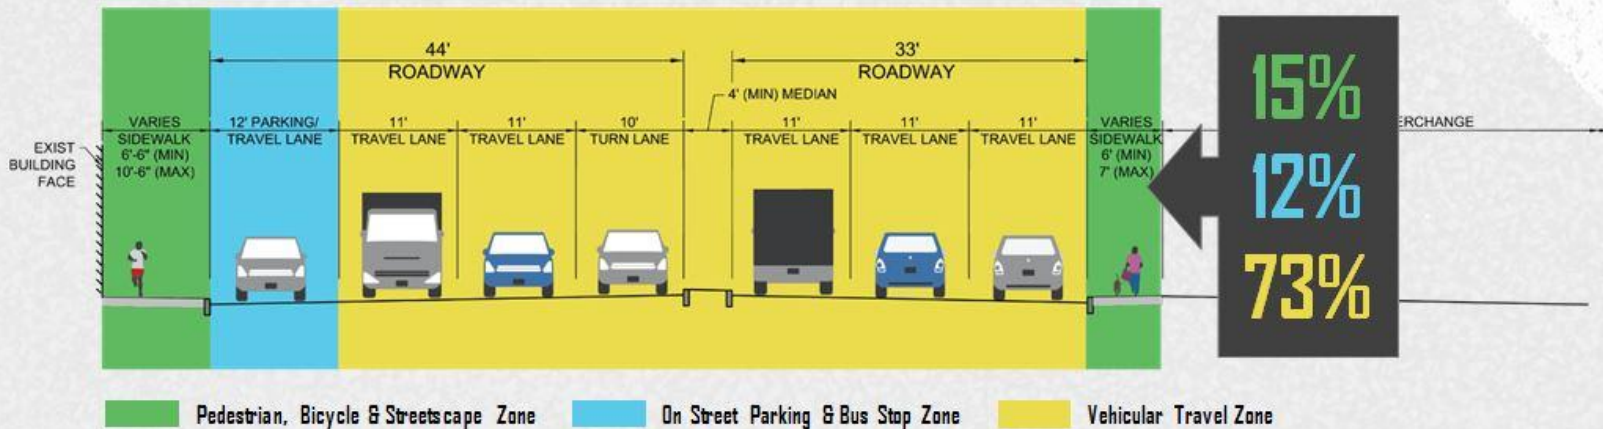 44'
ROADWAY
33'
ROADWAY
4' (MIN) MEDIAN
EXIST
BUILDING
FACE
VARIES
SIDEWALK
6'-6" (MIN)
10'-6" (MAX)
12' PARKING/
TRAVEL LANE
11'
TRAVEL LANE
11'
TRAVEL LANE
10'
TURN LANE
11'
TRAVEL LANE
11'
TRAVEL LANE
11'
TRAVEL LANE
VARIES
SIDEWALK
6' (MIN)
7' (MAX)
ERCHANGE
15%
12%
73%
Pedestrian, Bicycle & Streetscape Zone
On Street Parking & Bus Stop Zone
Vehicular Travel Zone